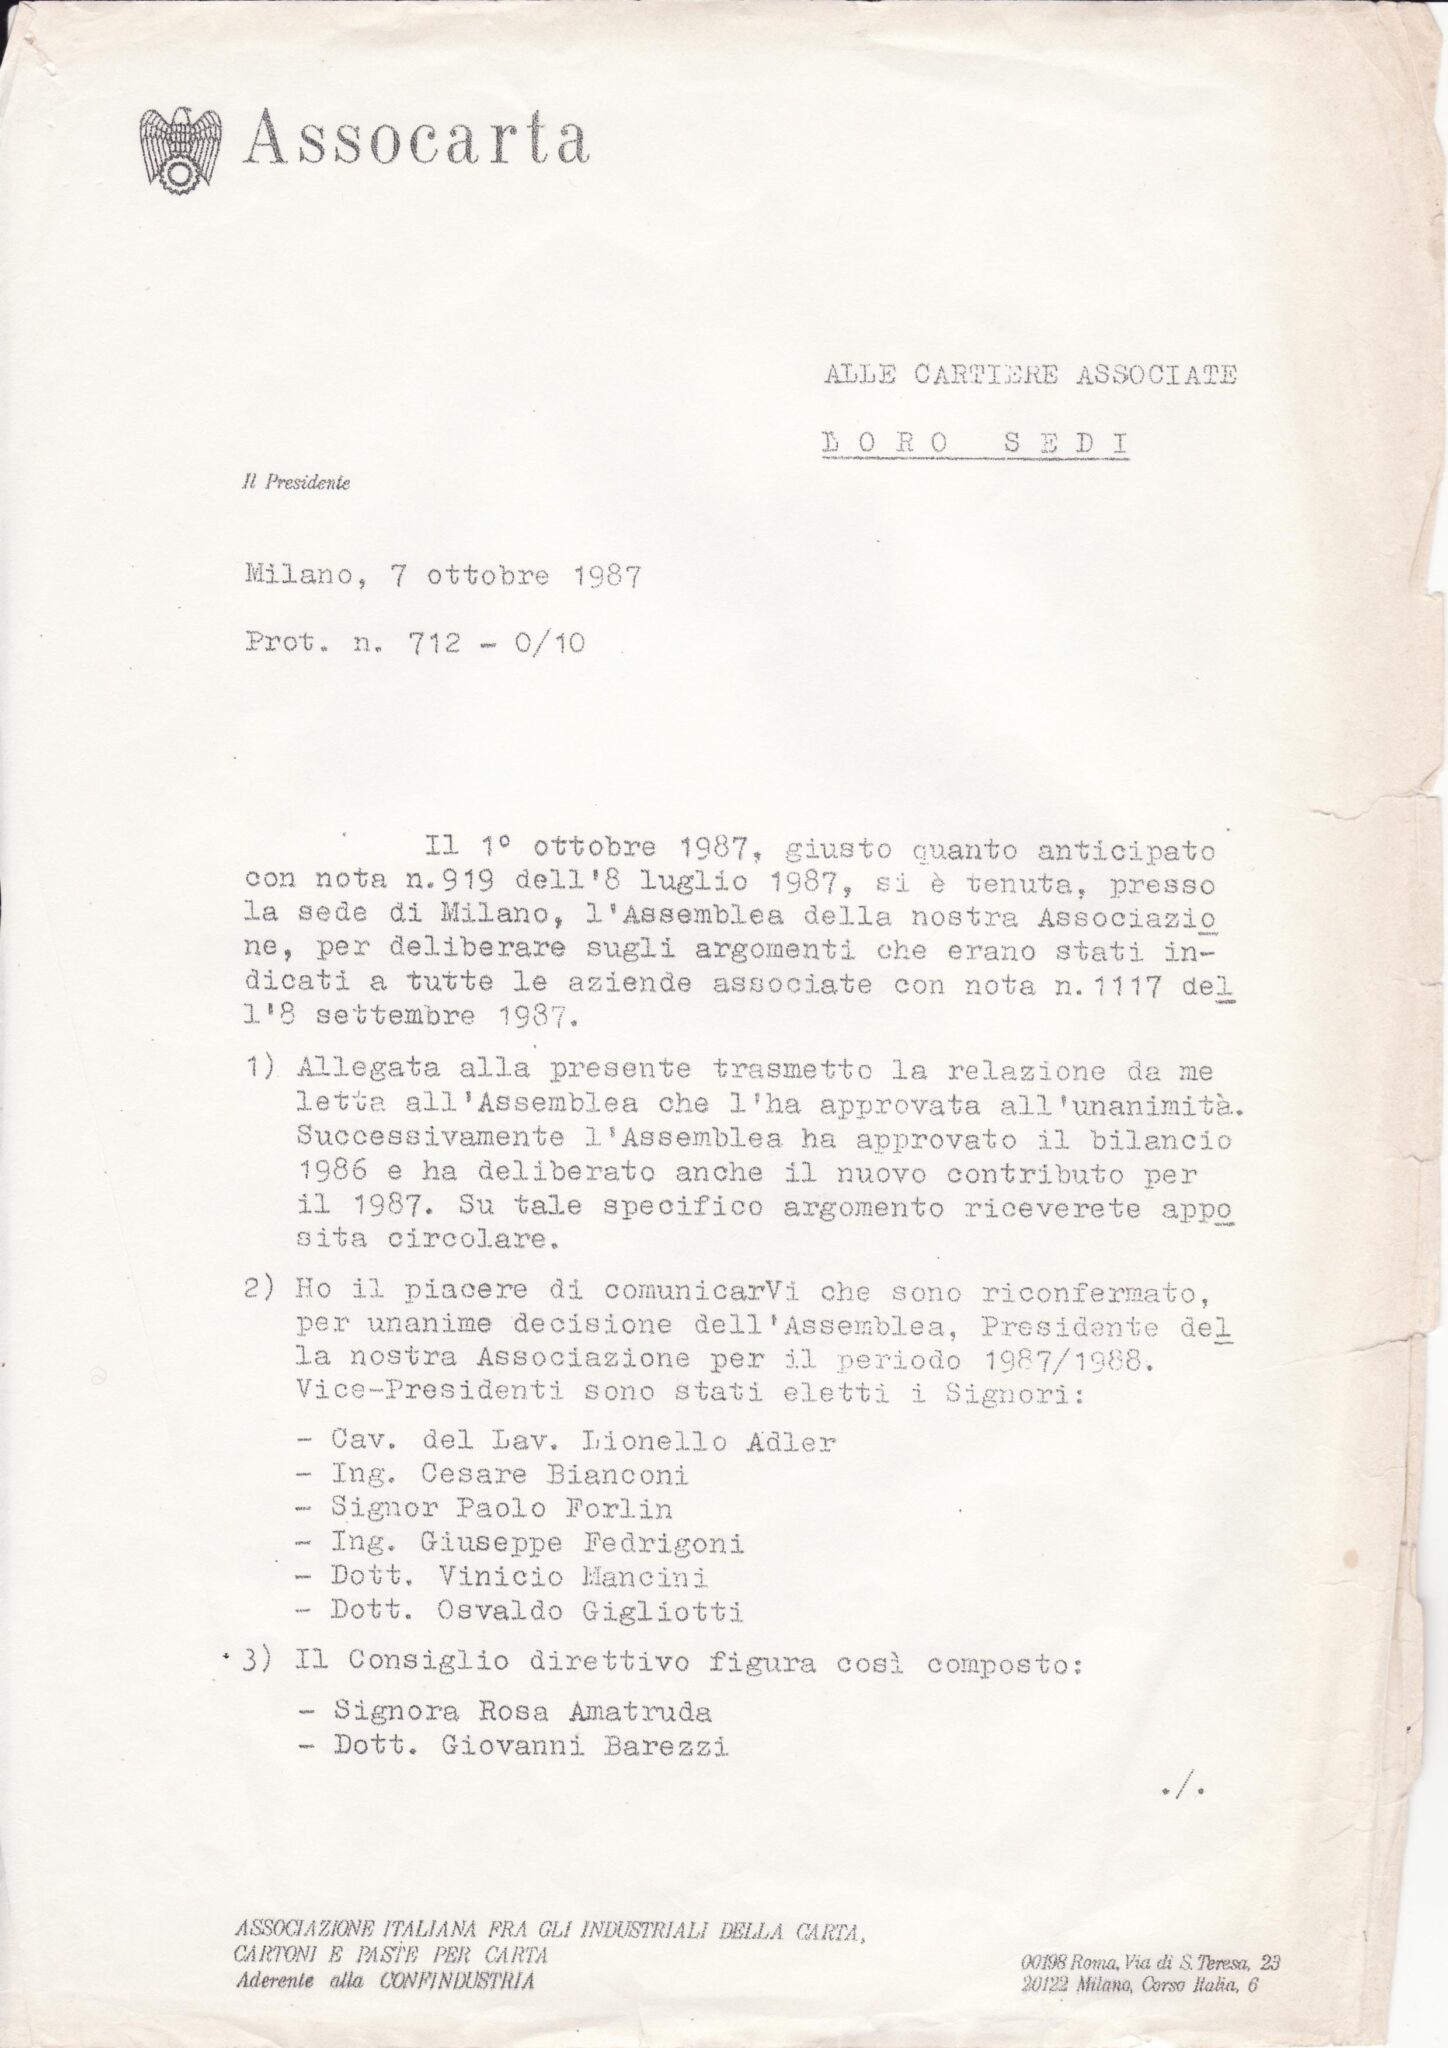 Assocarta
ALLE CARTIERE ASSOCIATE
LORO SEDI
Il Presidente
Milano, 7 ottobre 1987
Prot. n. 712 - 0/10
Il 1° ottobre 1987, giusto quanto anticipato
con nota n.919 dell'8 luglio 1987, si è tenuta, presso
la sede di Milano, l'Assemblea della nostra Associazio
ne, per deliberare sugli argomenti che erano stati in-
dicati a tutte le aziende associate con nota n.1117 del
l'8 settembre 1987.
1) Allegata alla presente trasmetto la relazione da me
letta all'Assemblea che l'ha approvata all'unanimità.
Successivamente l'Assemblea ha approvato il bilancio
1986 e ha deliberato anche il nuovo contributo per
il 1987. Su tale specifico argomento riceverete appo
sita circolare.
2) Ho il piacere di comunicarVi che sono riconfermato,
per unanime decisione dell'Assemblea, Presidente del
la nostra Associazione per il periodo 1987/1988.
Vice-Presidenti sono stati eletti i Signori:
- Cav. del Lav. Lionello Adler
- Ing. Cesare Bianconi
- Signor Paolo Forlin
- Ing. Giuseppe Fedrigoni
- Dott. Vinicio Mancini
- Dott. Osvaldo Gigliotti
3) Il Consiglio direttivo figura così composto:
- Signora Rosa Amatruda
- Dott. Giovanni Barezzi
./.
ASSOCIAZIONE ITALIANA FRA GLI INDUSTRIALI DELLA CARTA,
CARTONI E PASTE PER CARTA
Aderente alla CONFINDUSTRIA
00198 Roma, Via di S. Teresa, 23
20122 Milano, Corso Italia, 6